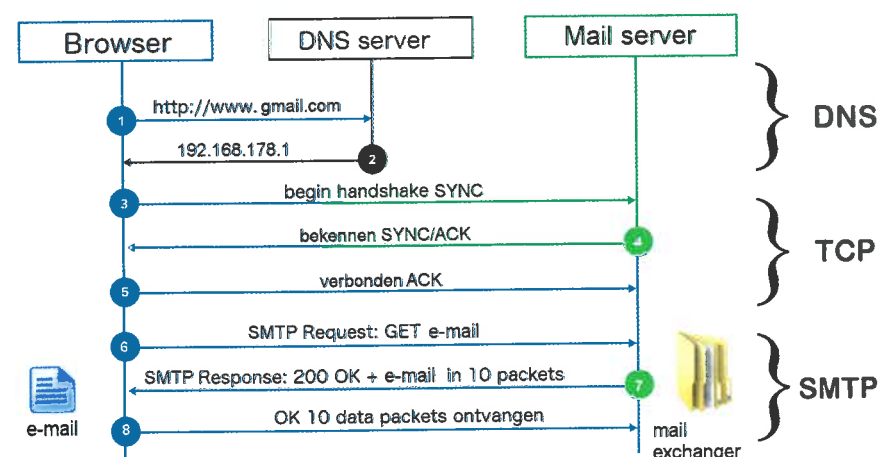 Browser
DNS server
Mail server
1
http://www. gmail.com
192.168.178.1
2
DNS
3
begin handshake SYNC
bekennen SYNC/ACK
4
5
verbonden ACK
TCP
6
SMTP Request: GET e-mail
SMTP Response: 200 OK + e-mail in 10 packets
7
SMTP
e-mail
8
OK 10 data packets ontvangen
mail
exchanger